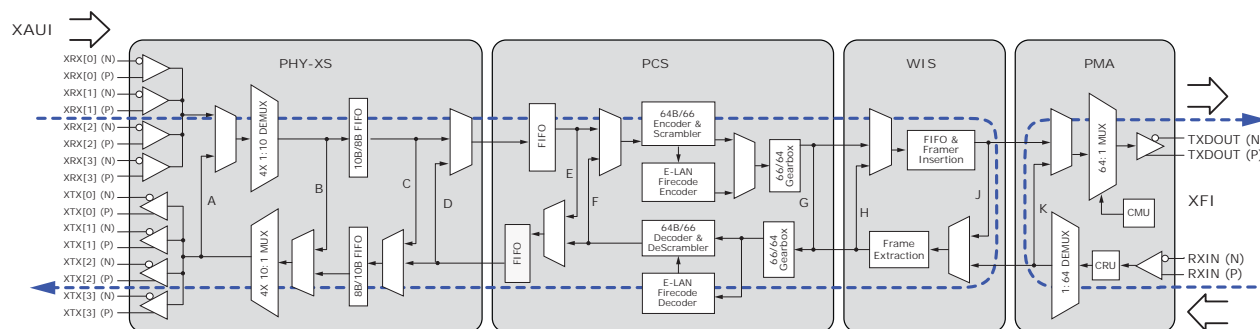 XAUI
PHY-XS
PCS
WIS
PMA
XRX[0] (N)
XRX[0] (P)
XRX[1] (N)
XRX[1] (P)
XRX[2] (N)
XRX[2] (P)
XRX[3] (N)
XRX[3] (P)
XTX[0] (N)
XTX[0] (P)
XTX[1] (N)
XTX[1] (P)
XTX[2] (N)
XTX[2] (P)
XTX[3] (N)
XTX[3] (P)
A
4X 1:10 DEMUX
4X 10:1 MUX
B
10B/8B FIFO
8B/10B FIFO
C
D
FIFO
FIFO
E
F
64B/66
Encoder &
Scrambler
E-LAN
Firecode
Encoder
64B/66
Decoder &
DeScrambler
E-LAN
Firecode
Decoder
66/64
Gearbox
66/64
Gearbox
G
H
FIFO &
Framer
Insertion
Frame
Extraction
J
K
64:1 MUX
1:64 DEMUX
CMU
CRU
TXDOUT (N
TXDOUT (P)
XFI
RXIN (N)
RXIN (P)